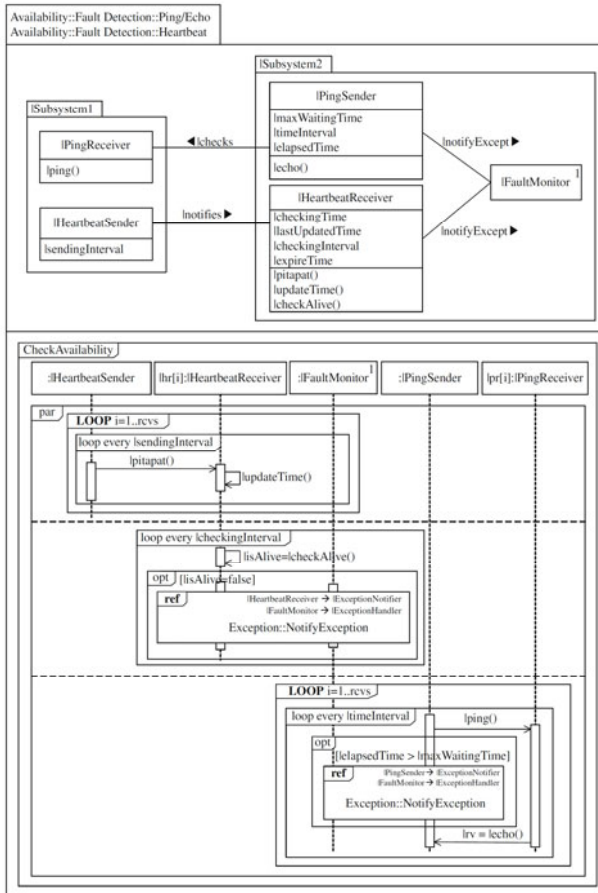 Availability::Fault Detection::Ping/Echo
Availability::Fault Detection::Heartbeat
|Subsystem1
|PingReceiver
|ping()
|HeartbeatSender
|sendingInterval
◀|checks
|notifies ▶
|Subsystem2
|PingSender
|maxWaitingTime
|timeInterval
|elapsedTime
|echo()
|HeartbeatReceiver
|checkingTime
|lastUpdatedTime
|checkingInterval
|expireTime
|pitapat()
|updateTime()
|checkAlive()
|notifyExcept ▶
|FaultMonitor 1
|notifyExcept ▶
CheckAvailability
:|HeartbeatSender
|hr[i]:|HeartbeatReceiver
:|FaultMonitor 1
:|PingSender
|pr[i]:|PingReceiver
par
LOOP i=1..rcvs
loop every |sendingInterval
|pitapat()
|updateTime()
loop every |checkingInterval
|isAlive=|checkAlive()
opt [|isAlive=false]
ref
|HeartbeatReceiver → |ExceptionNotifier
|FaultMonitor → |ExceptionHandler
Exception::NotifyException
LOOP i=1..rcvs
loop every |timeInterval
|ping()
opt
[|elapsedTime > |maxWaitingTime]
ref
|PingSender → |ExceptionNotifier
|FaultMonitor → |ExceptionHandler
Exception::NotifyException
|rv = |echo()